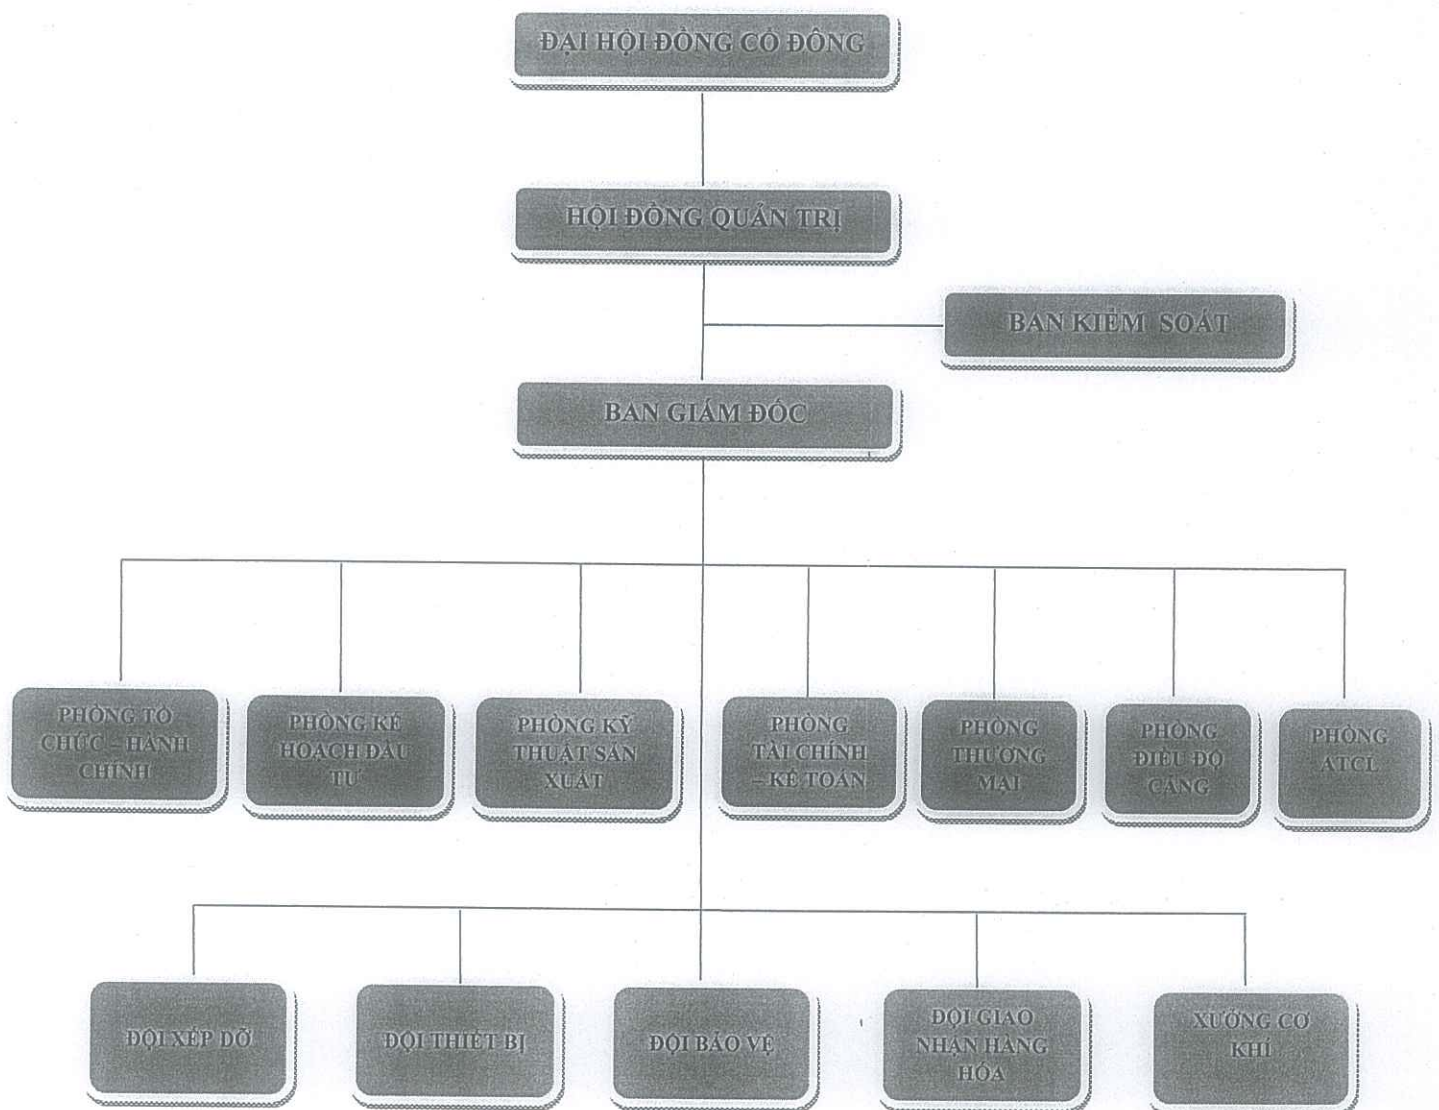 ĐẠI HỘI ĐỒNG CỔ ĐÔNG
HỘI ĐỒNG QUẢN TRỊ
BAN KIỂM SOÁT
BAN GIÁM ĐỐC
PHÒNG TỔ
CHỨC – HÀNH
CHÍNH
PHÒNG KẾ
HOẠCH ĐẦU
TƯ
PHÒNG KỸ
THUẬT SẢN
XUẤT
PHÒNG
TÀI CHÍNH
– KẾ TOÁN
PHÒNG
THƯƠNG
MẠI
PHÒNG
ĐIỀU ĐỘ
CẢNG
PHÒNG
ATCL
ĐỘI XẾP DỠ
ĐỘI THIẾT BỊ
ĐỘI BẢO VỆ
ĐỘI GIAO
NHẬN HÀNG
HÓA
XƯỞNG CƠ
KHÍ